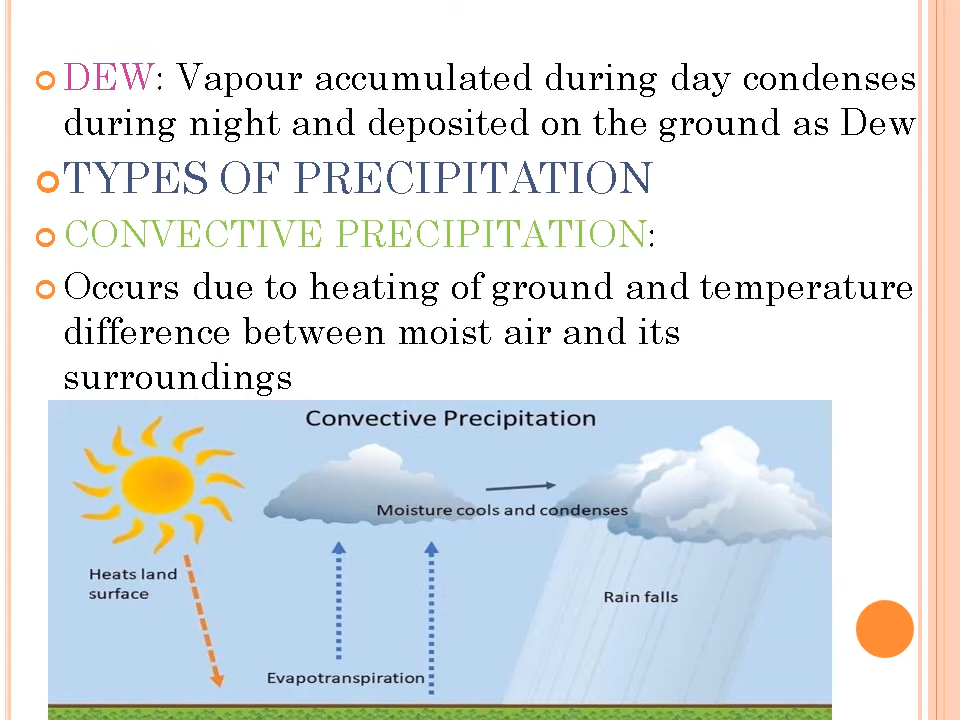 DEW: Vapour accumulated during day condenses
during night and deposited on the ground as Dew
TYPES OF PRECIPITATION
CONVECTIVE PRECIPITATION:
Occurs due to heating of ground and temperature
difference between moist air and its
surroundings
Convective Precipitation
Moisture cools and condenses
Heats land
surface
Rain falls
Evapotranspiration